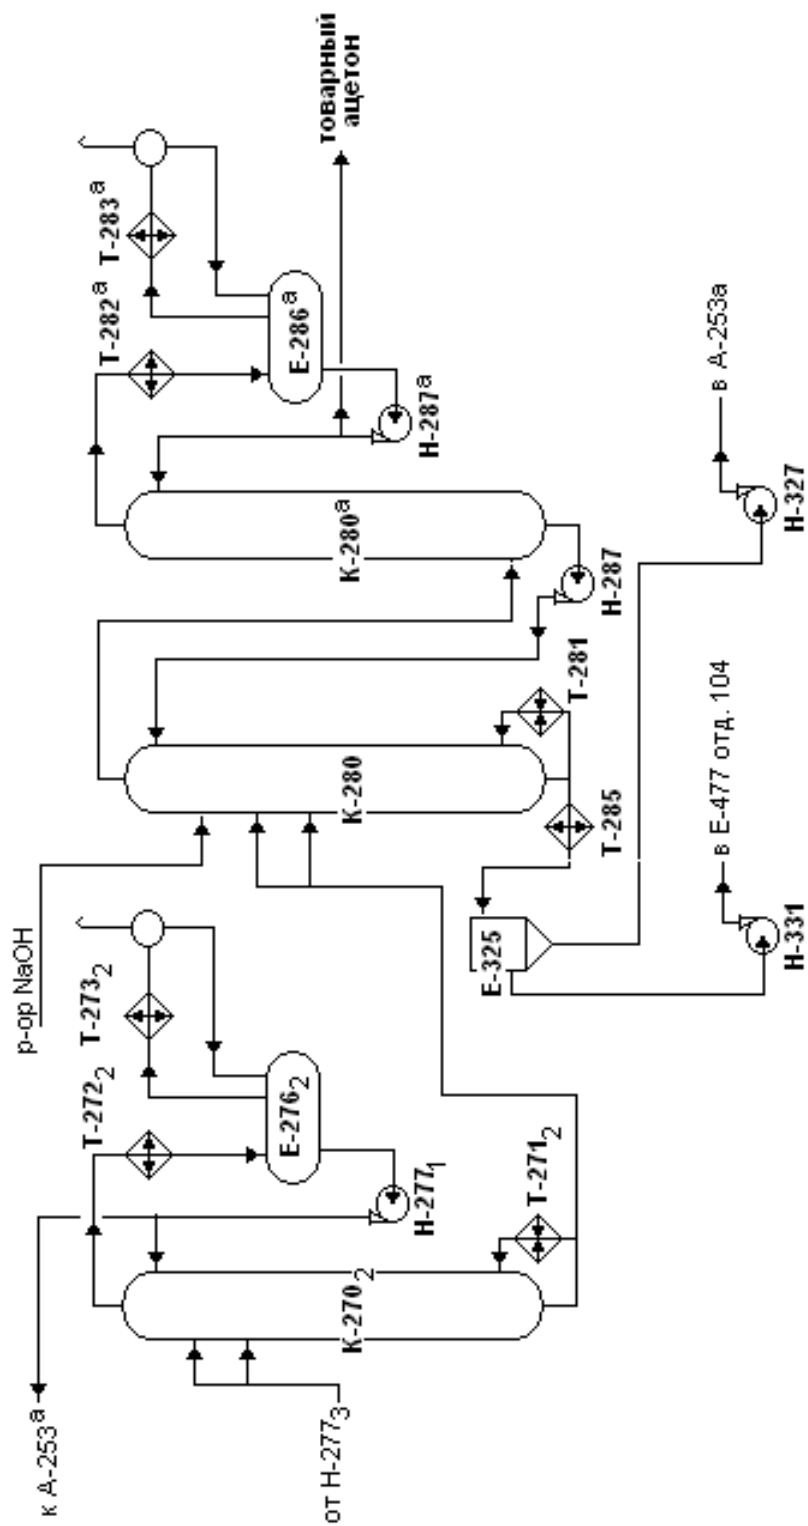 к А-253а
от Н-2773
К-2702
Т-2722
Т-2732
Е-2762
Н-2771
Т-2712
р-ор NaOH
К-280
Е-325
Т-285
Т-281
Н-331
в Е-477 отд. 104
К-280а
Н-287
Т-282а
Т-283а
Е-286а
Н-287а
товарный
ацетон
Н-327
в А-253а